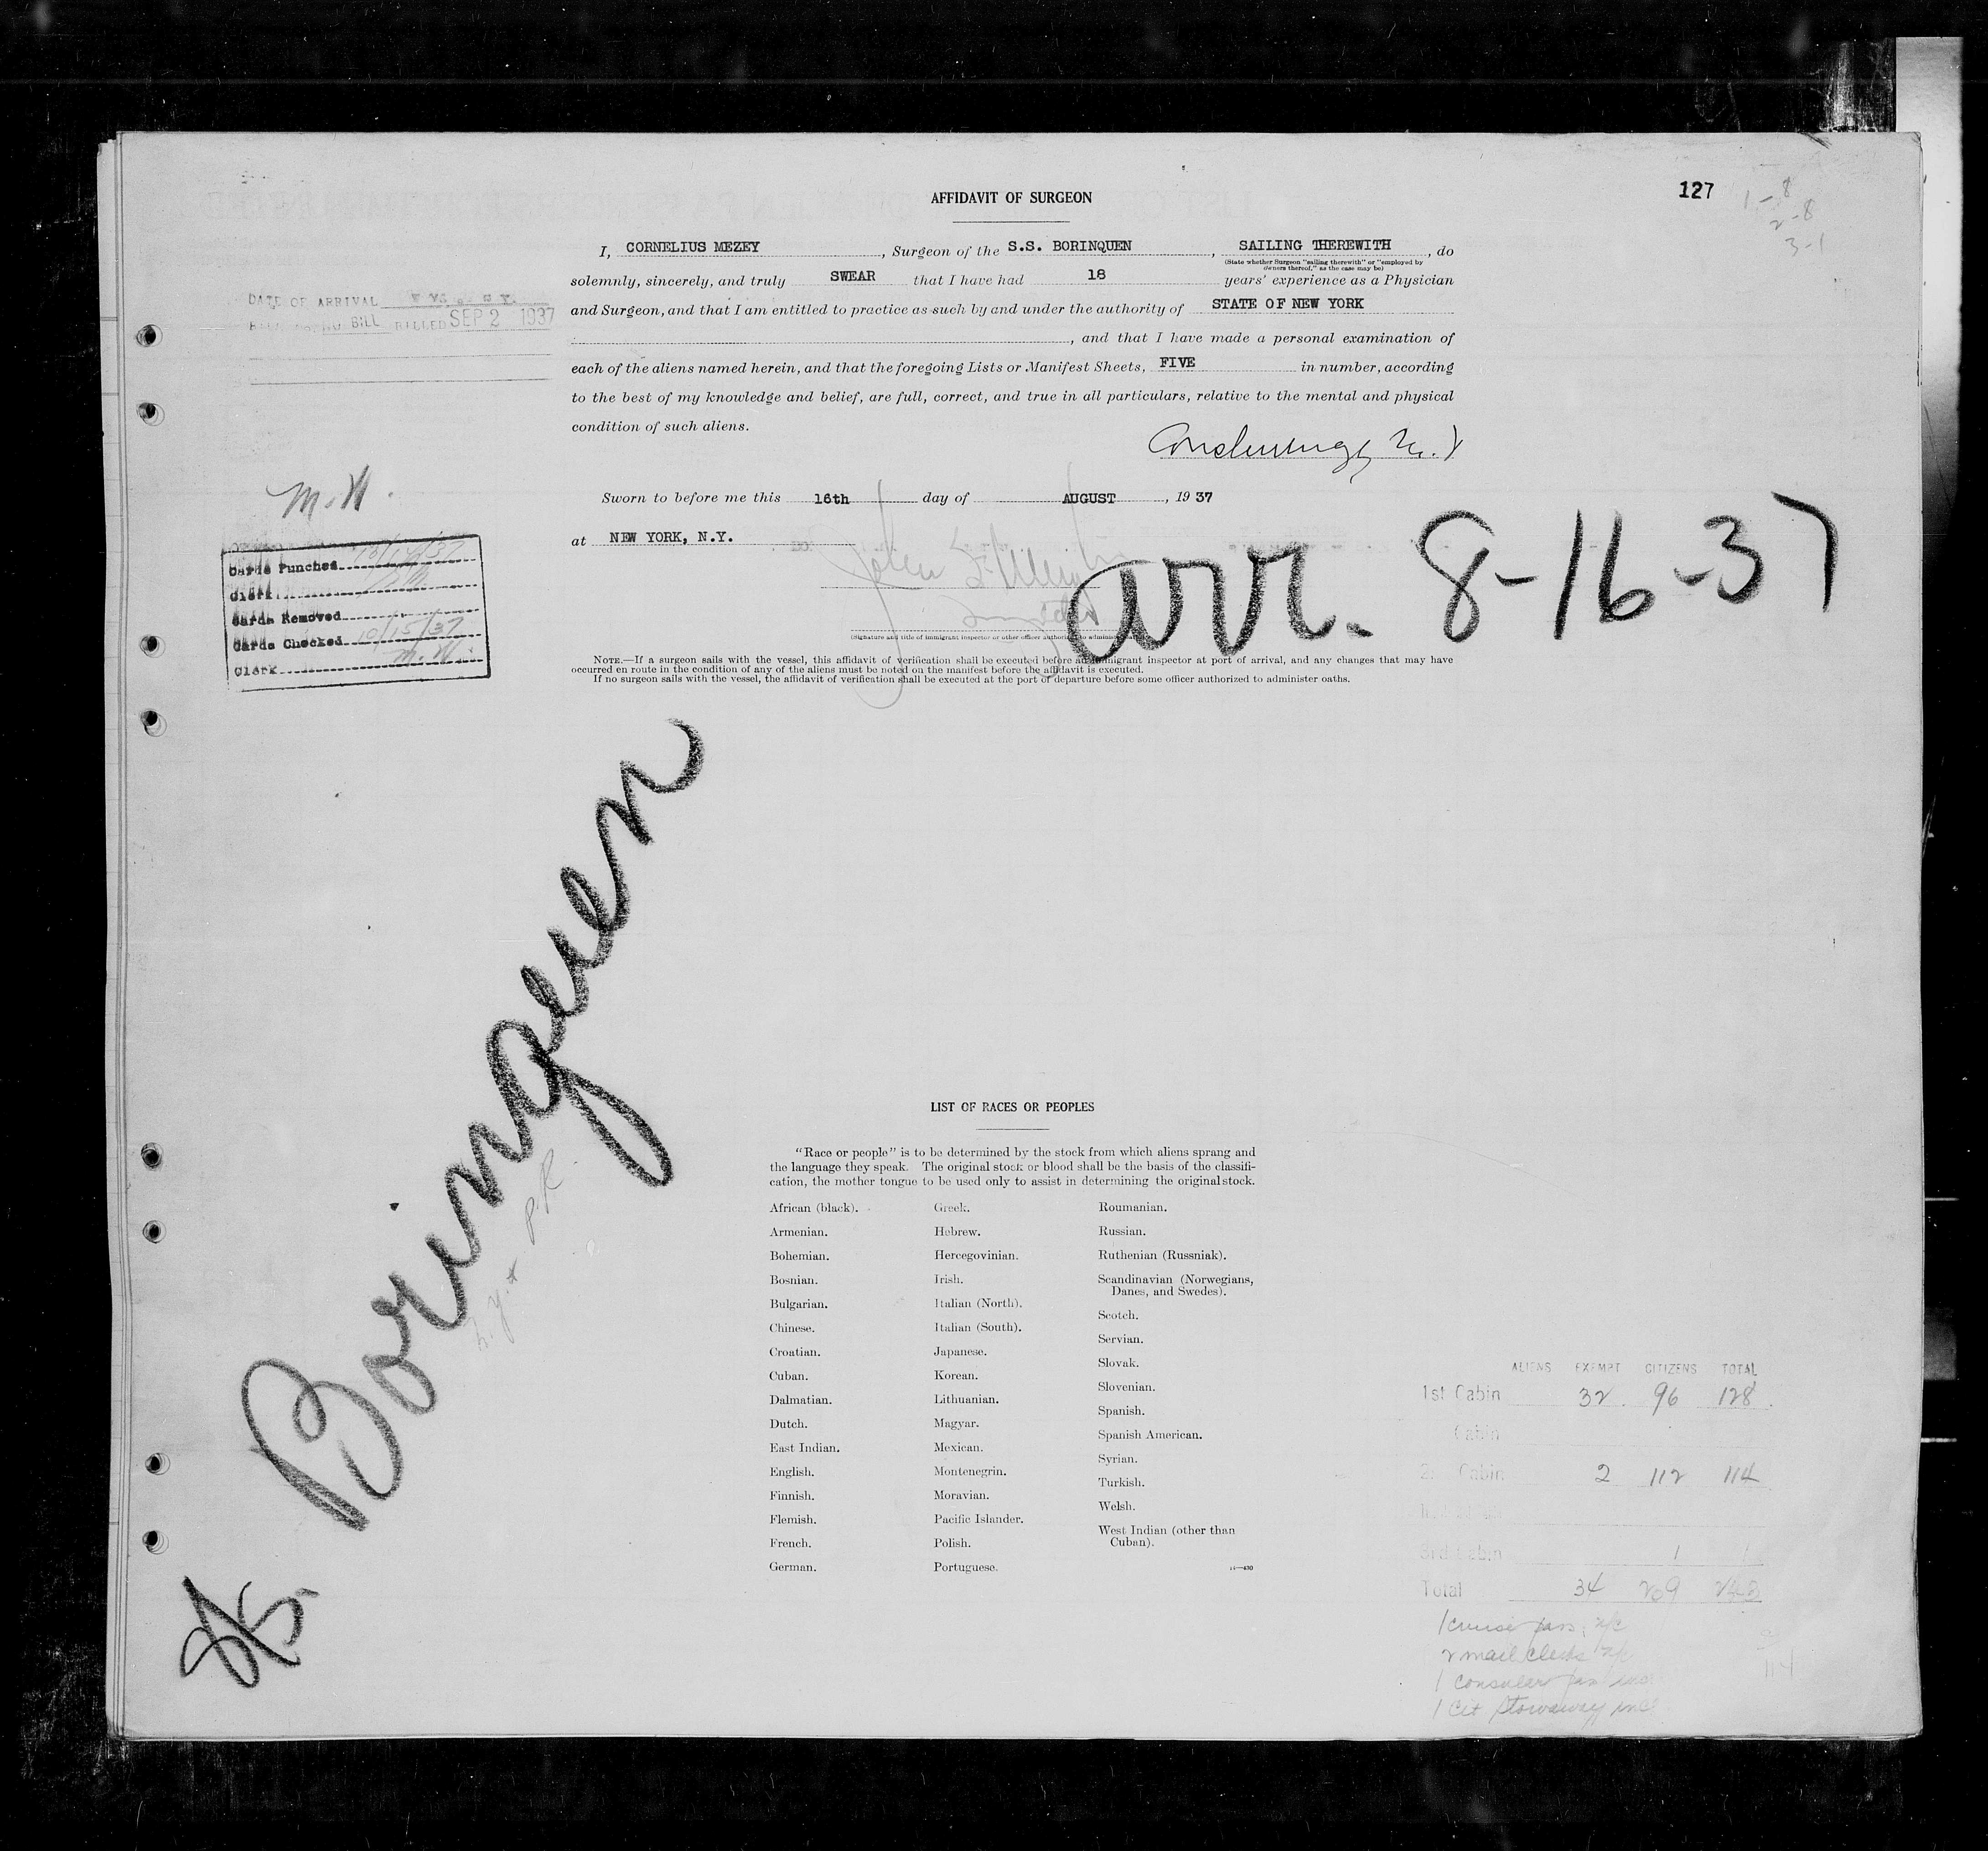 127
1-8
2-8
3-1
AFFIDAVIT OF SURGEON
I, CORNELIUS MEZEY, Surgeon of the S.S. BORINQUEN, SAILING THEREWITH, do
(State whether Surgeon "sailing therewith" or "employed by
owners thereof," as the case may be)
solemnly, sincerely, and truly SWEAR that I have had 18 years' experience as a Physician
and Surgeon, and that I am entitled to practice as such by and under the authority of STATE OF NEW YORK
, and that I have made a personal examination of
each of the aliens named herein, and that the foregoing Lists or Manifest Sheets, FIVE in number, according
to the best of my knowledge and belief, are full, correct, and true in all particulars, relative to the mental and physical
condition of such aliens.
DATE OF ARRIVAL
BILL BILLED SEP 2 1937
Sworn to before me this 16th day of AUGUST, 19 37
at NEW YORK, N.Y.
arr. 8-16-37
(Signature and title of immigrant inspector or other officer authorized to administer
NOTE.—If a surgeon sails with the vessel, this affidavit of verification shall be executed before an immigrant inspector at port of arrival, and any changes that may have
occurred en route in the condition of any of the aliens must be noted on the manifest before the affidavit is executed.
If no surgeon sails with the vessel, the affidavit of verification shall be executed at the port of departure before some officer authorized to administer oaths.
M.W.
Cards Punched 10/14/37
Clerk
Cards Removed
Cards Checked 10/15/37
Clerk M.W.
Borinquen
N.Y. P.R.
LIST OF RACES OR PEOPLES
"Race or people" is to be determined by the stock from which aliens sprang and
the language they speak. The original stock or blood shall be the basis of the classifi-
cation, the mother tongue to be used only to assist in determining the original stock.
African (black).
Armenian.
Bohemian.
Bosnian.
Bulgarian.
Chinese.
Croatian.
Cuban.
Dalmatian.
Dutch.
East Indian.
English.
Finnish.
Flemish.
French.
German.
Greek.
Hebrew.
Hercegovinian.
Irish.
Italian (North).
Italian (South).
Japanese.
Korean.
Lithuanian.
Magyar.
Mexican.
Montenegrin.
Moravian.
Pacific Islander.
Polish.
Portuguese.
Roumanian.
Russian.
Ruthenian (Russniak).
Scandinavian (Norwegians,
Danes, and Swedes).
Scotch.
Servian.
Slovak.
Slovenian.
Spanish.
Spanish American.
Syrian.
Turkish.
Welsh.
West Indian (other than
Cuban).
ALIENS EXEMPT CITIZENS TOTAL
1st Cabin 32 96 128
Cabin
Cabin 2 112 114
3rd Cabin 1 1
Total 34 209 243
1 cruise pass.
2 mail clerks
1 consular
1 cit stowaway incl